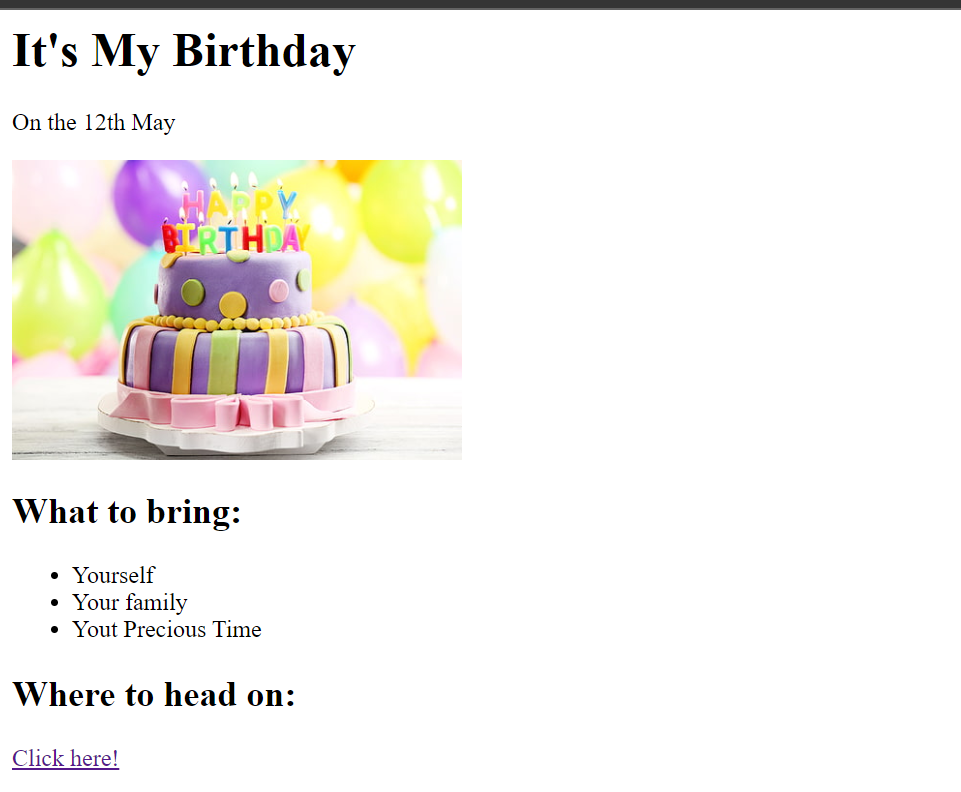 It's My Birthday
On the 12th May
HAPPY
BIRTHDAY
What to bring:
Yourself
Your family
Yout Precious Time
Where to head on:
Click here!